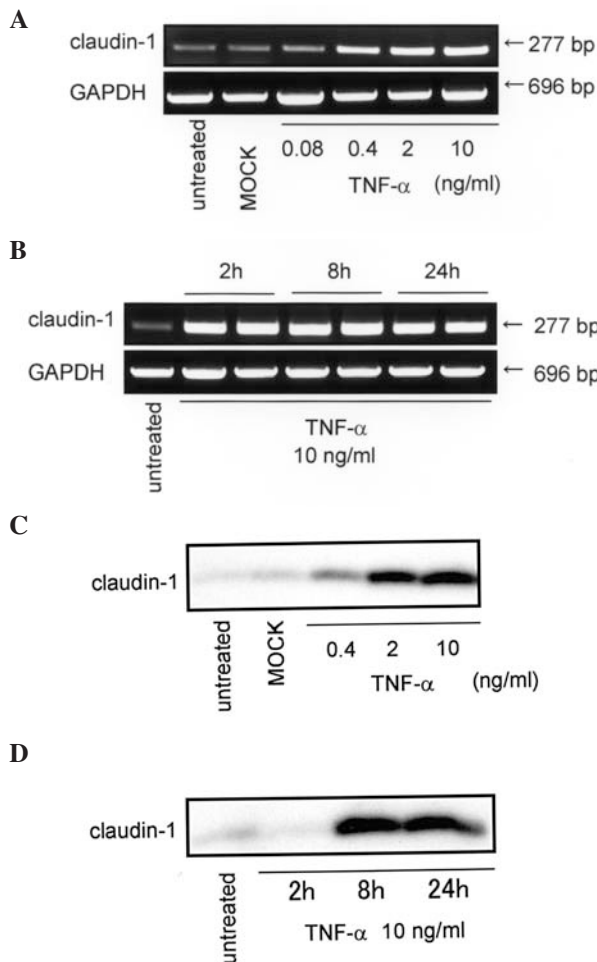 A
claudin-1 ← 277 bp
GAPDH ← 696 bp
untreated MOCK 0.08 0.4 2 10
TNF-α (ng/ml)
B
2h 8h 24h
claudin-1 ← 277 bp
GAPDH ← 696 bp
untreated TNF-α
10 ng/ml
C
claudin-1
untreated MOCK 0.4 2 10
TNF-α (ng/ml)
D
claudin-1
untreated 2h 8h 24h
TNF-α 10 ng/ml